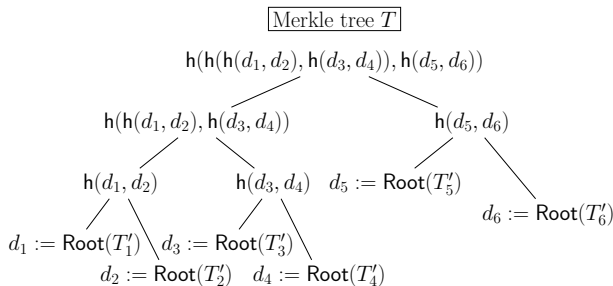 Merkle tree T
h(h(h(d₁, d₂), h(d₃, d₄)), h(d₅, d₆))
h(h(d₁, d₂), h(d₃, d₄)) h(d₅, d₆)
h(d₁, d₂) h(d₃, d₄) d₅ := Root(T′₅)
d₆ := Root(T′₆)
d₁ := Root(T′₁) d₃ := Root(T′₃)
d₂ := Root(T′₂) d₄ := Root(T′₄)